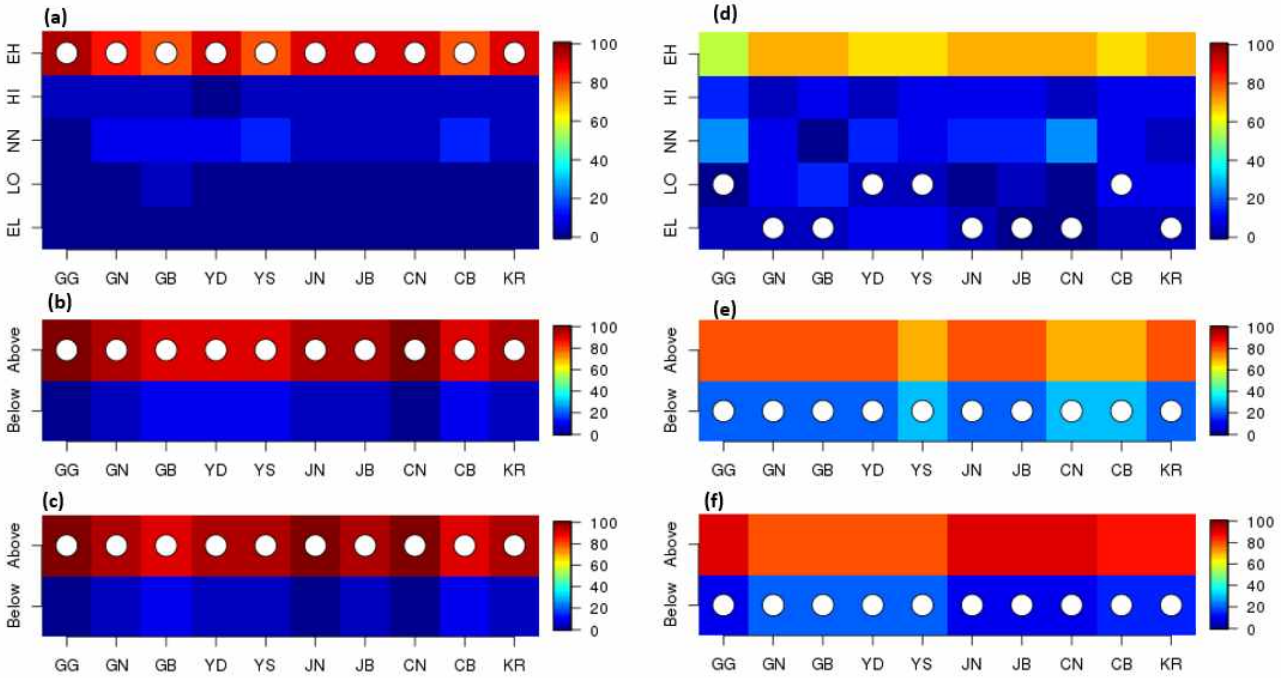 (a)
EH
HI
NN
LO
EL
100
80
60
40
20
0
GG GN GB YD YS JN JB CN CB KR
(b)
Above
Below
100
80
60
40
20
0
GG GN GB YD YS JN JB CN CB KR
(c)
Above
Below
100
80
60
40
20
0
GG GN GB YD YS JN JB CN CB KR
(d)
EH
HI
NN
LO
EL
100
80
60
40
20
0
GG GN GB YD YS JN JB CN CB KR
(e)
Above
Below
100
80
60
40
20
0
GG GN GB YD YS JN JB CN CB KR
(f)
Above
Below
100
80
60
40
20
0
GG GN GB YD YS JN JB CN CB KR